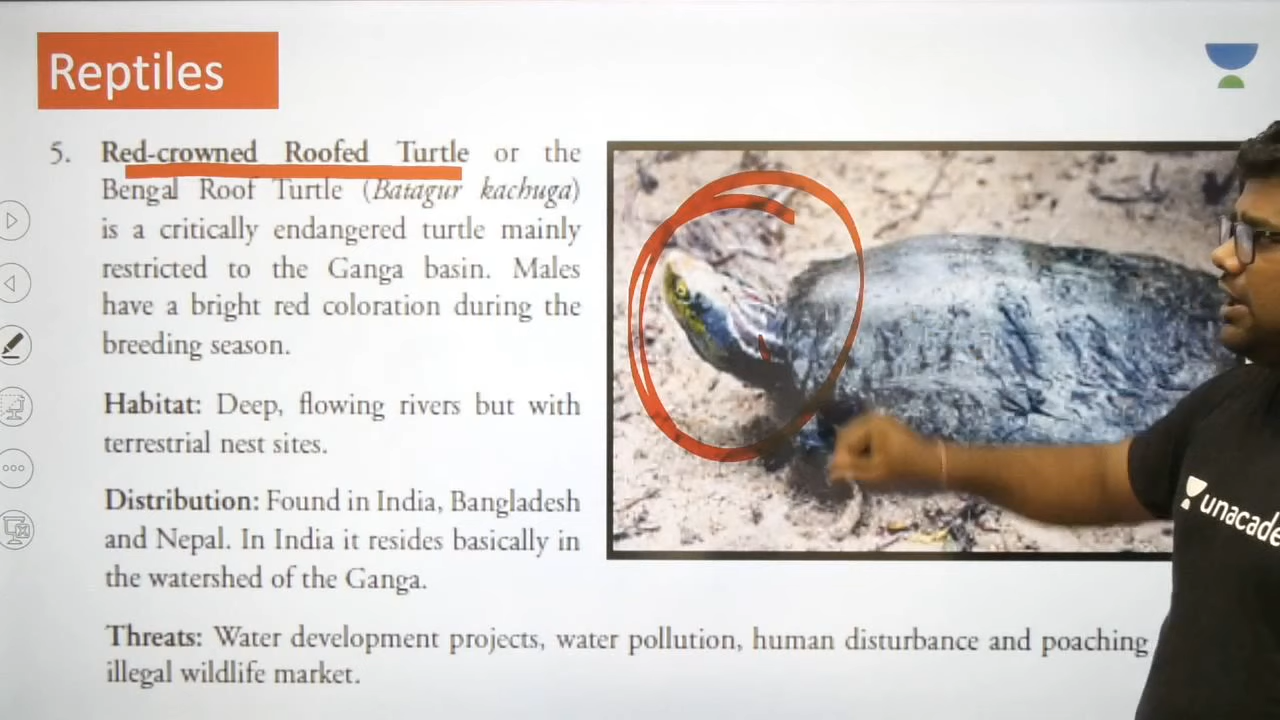 Reptiles
5. Red-crowned Roofed Turtle or the
Bengal Roof Turtle (Batagur kachuga)
is a critically endangered turtle mainly
restricted to the Ganga basin. Males
have a bright red coloration during the
breeding season.
Habitat: Deep, flowing rivers but with
terrestrial nest sites.
Distribution: Found in India, Bangladesh
and Nepal. In India it resides basically in
the watershed of the Ganga.
Threats: Water development projects, water pollution, human disturbance and poaching
illegal wildlife market.
unacade